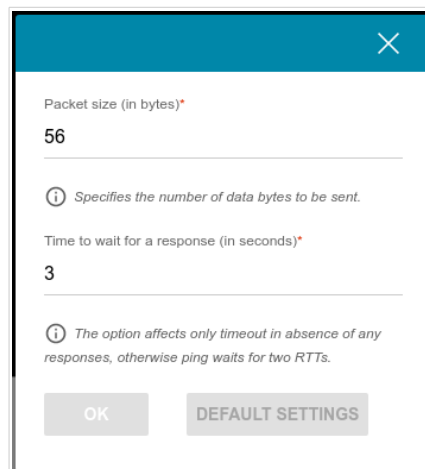 Packet size (in bytes)*
56
Specifies the number of data bytes to be sent.
Time to wait for a response (in seconds)*
3
The option affects only timeout in absence of any
responses, otherwise ping waits for two RTTs.
OK DEFAULT SETTINGS